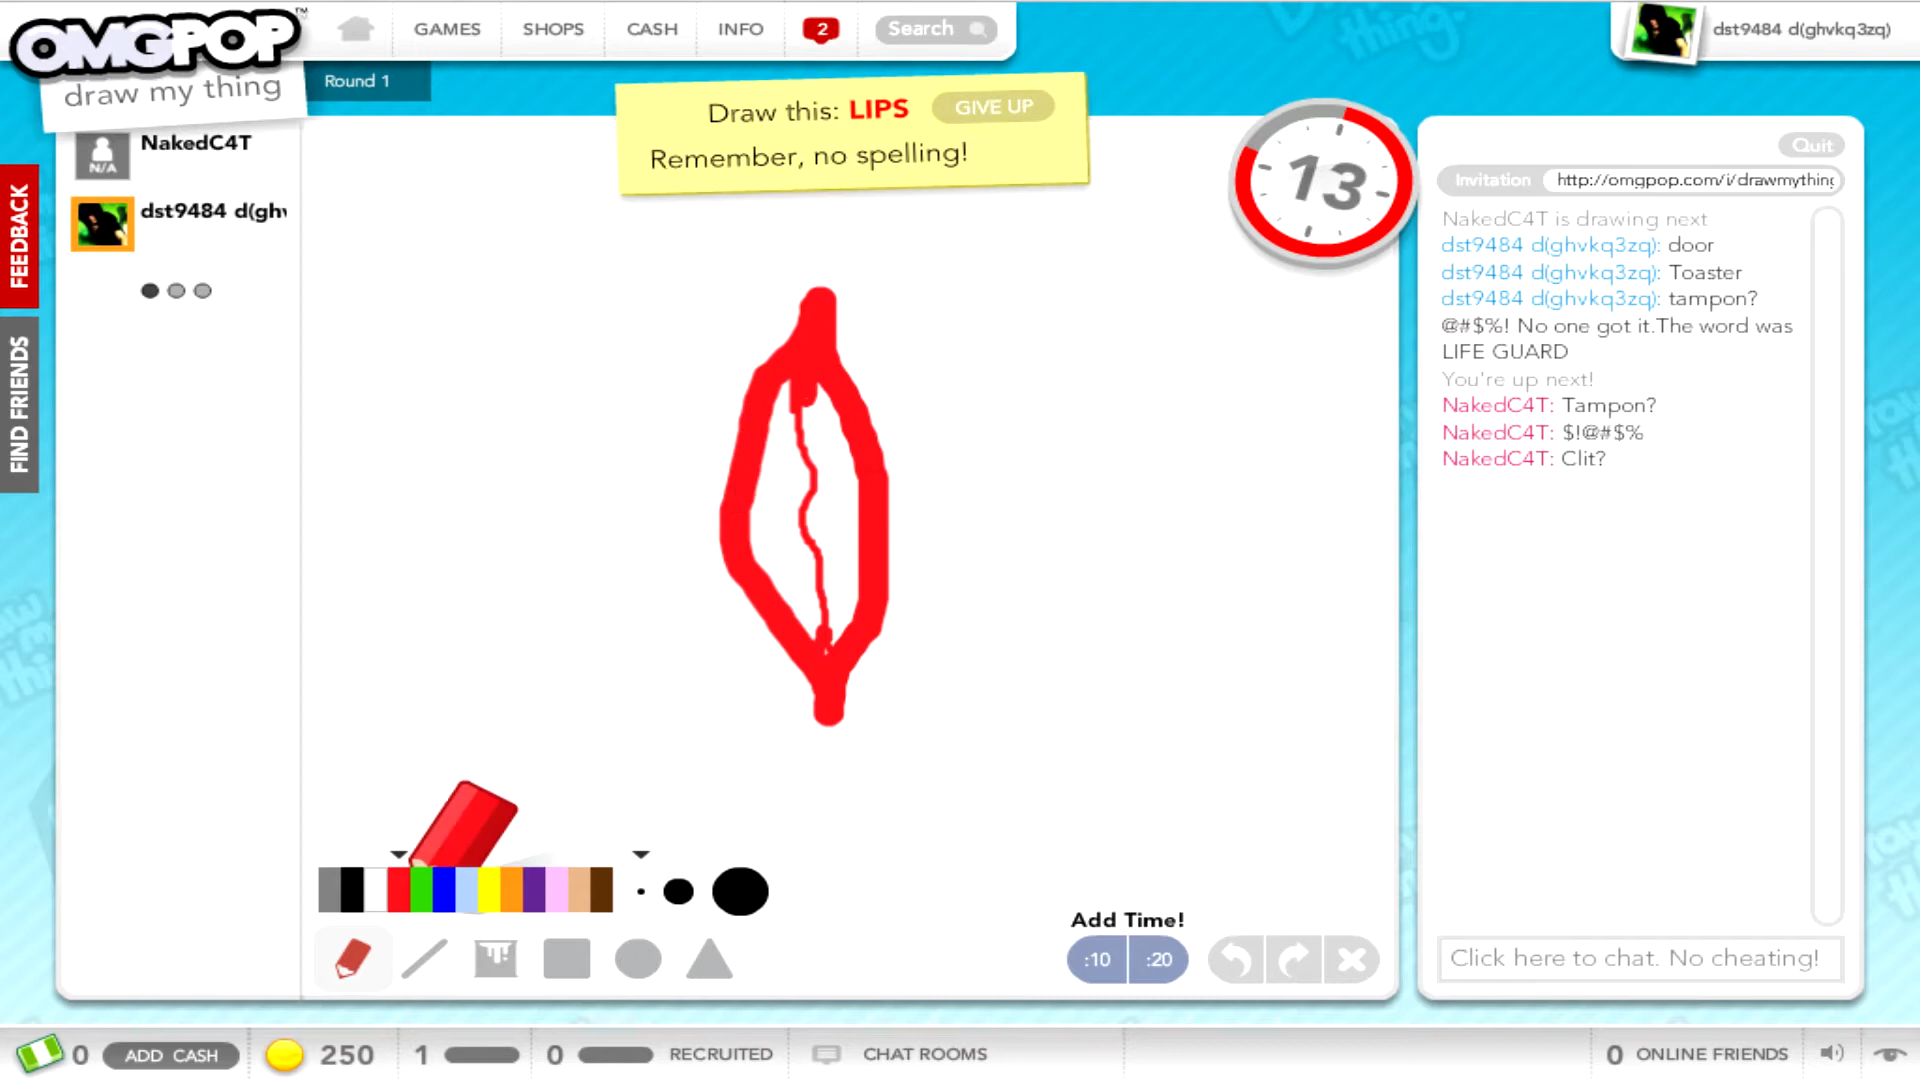 OMGPOP™
draw my thing
GAMES
SHOPS
CASH
INFO
2
Search
dst9484 d(ghvkq3zq)
Round 1
Draw this: LIPS
GIVE UP
Remember, no spelling!
13
N/A
NakedC4T
dst9484 d(ghv
FEEDBACK
FIND FRIENDS
Quit
Invitation
http://omgpop.com/i/drawmything
NakedC4T is drawing next
dst9484 d(ghvkq3zq): door
dst9484 d(ghvkq3zq): Toaster
dst9484 d(ghvkq3zq): tampon?
@#$%! No one got it.The word was
LIFE GUARD
You're up next!
NakedC4T: Tampon?
NakedC4T: $!@#$%
NakedC4T: Clit?
Add Time!
:10
:20
Click here to chat. No cheating!
0
ADD CASH
250
1
0
RECRUITED
CHAT ROOMS
0 ONLINE FRIENDS